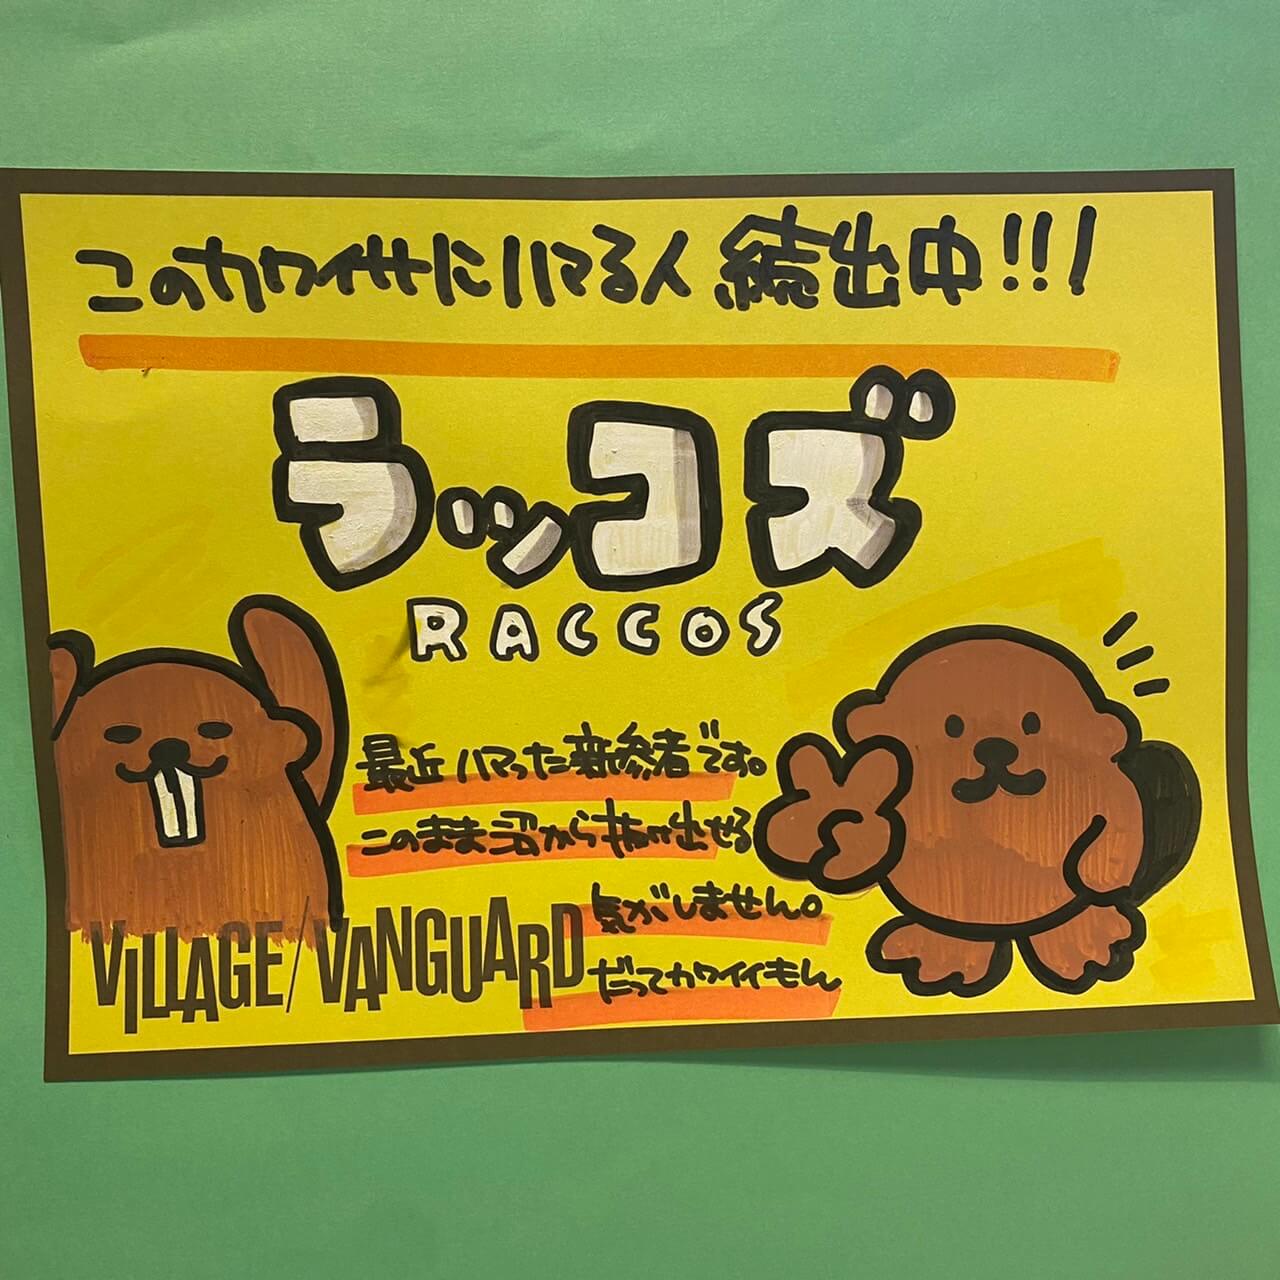 このカワイサにハマる人 続出中!!!
ラッコズ
RACCOS
最近ハマった新参者です。
このまま沼から抜け出せる
気がしません。
だってカワイイもん
VILLAGE/VANGUARD